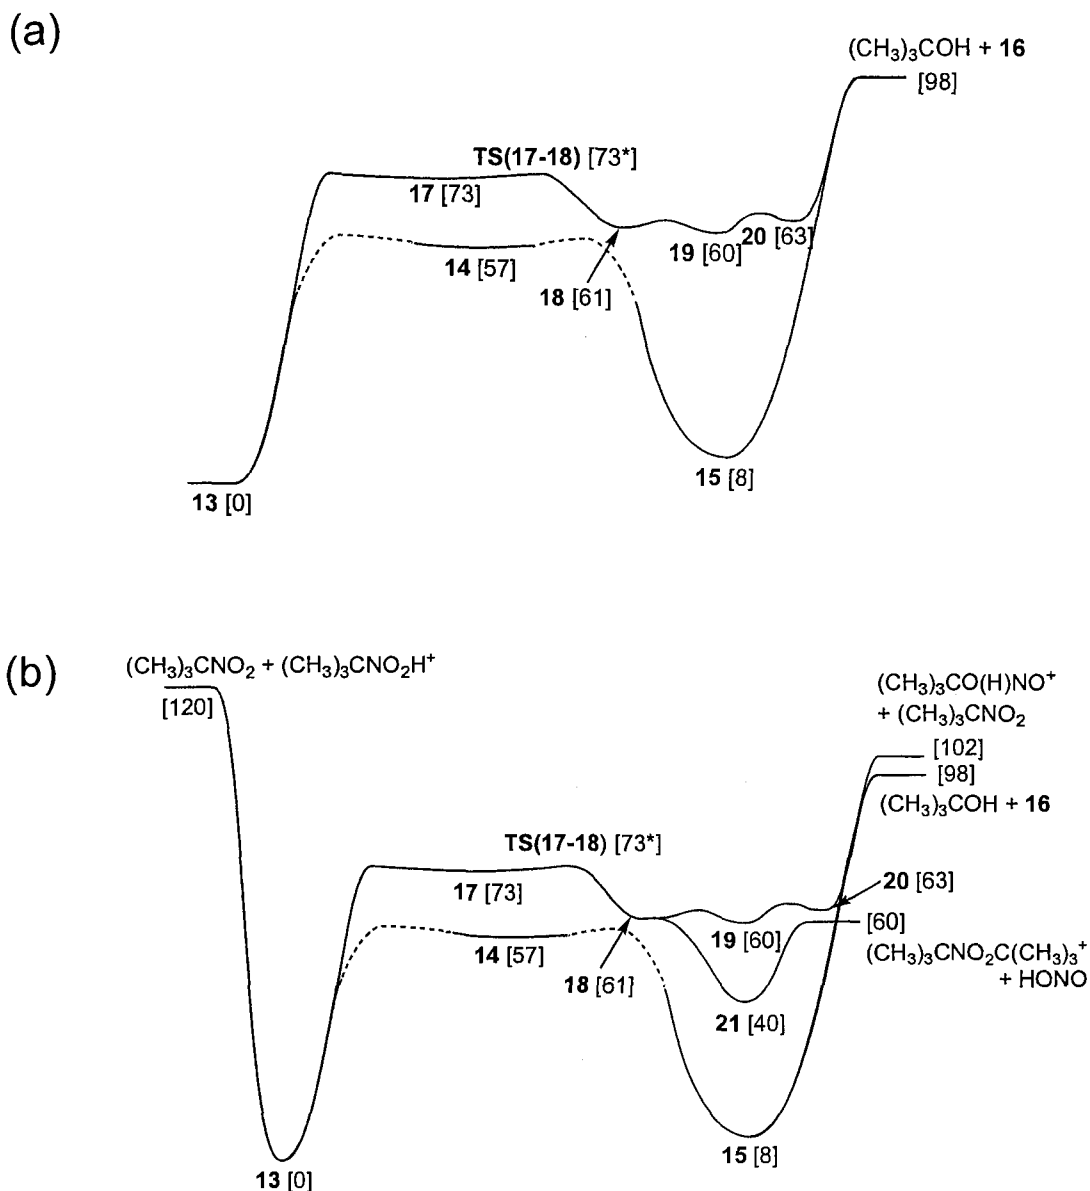 (a)
(CH₃)₃COH + 16
[98]
TS(17-18) [73*]
17 [73]
14 [57]
18 [61]
19 [60]
20 [63]
15 [8]
13 [0]
(b)
(CH₃)₃CNO₂ + (CH₃)₃CNO₂H⁺
[120]
(CH₃)₃CO(H)NO⁺
+ (CH₃)₃CNO₂
[102]
[98]
(CH₃)₃COH + 16
TS(17-18) [73*]
17 [73]
14 [57]
18 [61]
19 [60]
20 [63]
[60]
(CH₃)₃CNO₂C(CH₃)₃⁺
+ HONO
21 [40]
15 [8]
13 [0]